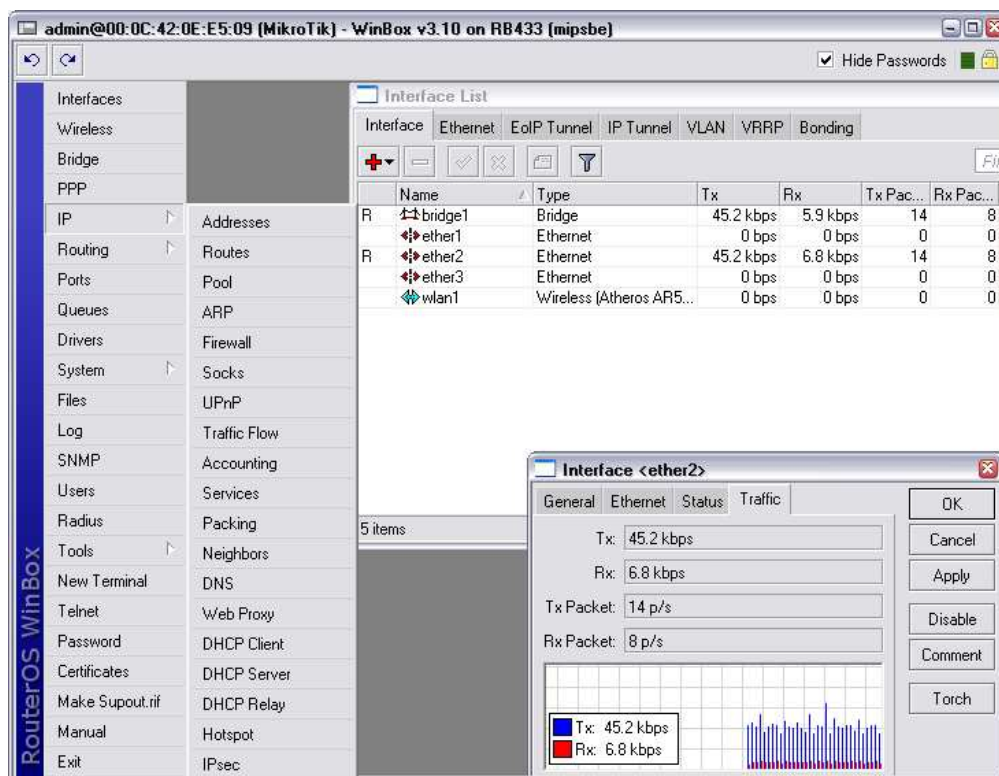 admin@00:0C:42:0E:E5:09 (MikroTik) - WinBox v3.10 on RB433 (mipsbe)
Hide Passwords
RouterOS WinBox
Interfaces
Wireless
Bridge
PPP
IP
Routing
Ports
Queues
Drivers
System
Files
Log
SNMP
Users
Radius
Tools
New Terminal
Telnet
Password
Certificates
Make Supout.rif
Manual
Exit
Addresses
Routes
Pool
ARP
Firewall
Socks
UPnP
Traffic Flow
Accounting
Services
Packing
Neighbors
DNS
Web Proxy
DHCP Client
DHCP Server
DHCP Relay
Hotspot
IPsec
Interface List
Interface Ethernet EoIP Tunnel IP Tunnel VLAN VRRP Bonding
Name Type Tx Rx Tx Pac... Rx Pac...
R bridge1 Bridge 45.2 kbps 5.9 kbps 14 8
ether1 Ethernet 0 bps 0 bps 0 0
R ether2 Ethernet 45.2 kbps 6.8 kbps 14 8
ether3 Ethernet 0 bps 0 bps 0 0
wlan1 Wireless (Atheros AR5... 0 bps 0 bps 0 0
5 items
Interface <ether2>
General Ethernet Status Traffic
Tx: 45.2 kbps
Rx: 6.8 kbps
Tx Packet: 14 p/s
Rx Packet: 8 p/s
Tx: 45.2 kbps
Rx: 6.8 kbps
OK
Cancel
Apply
Disable
Comment
Torch